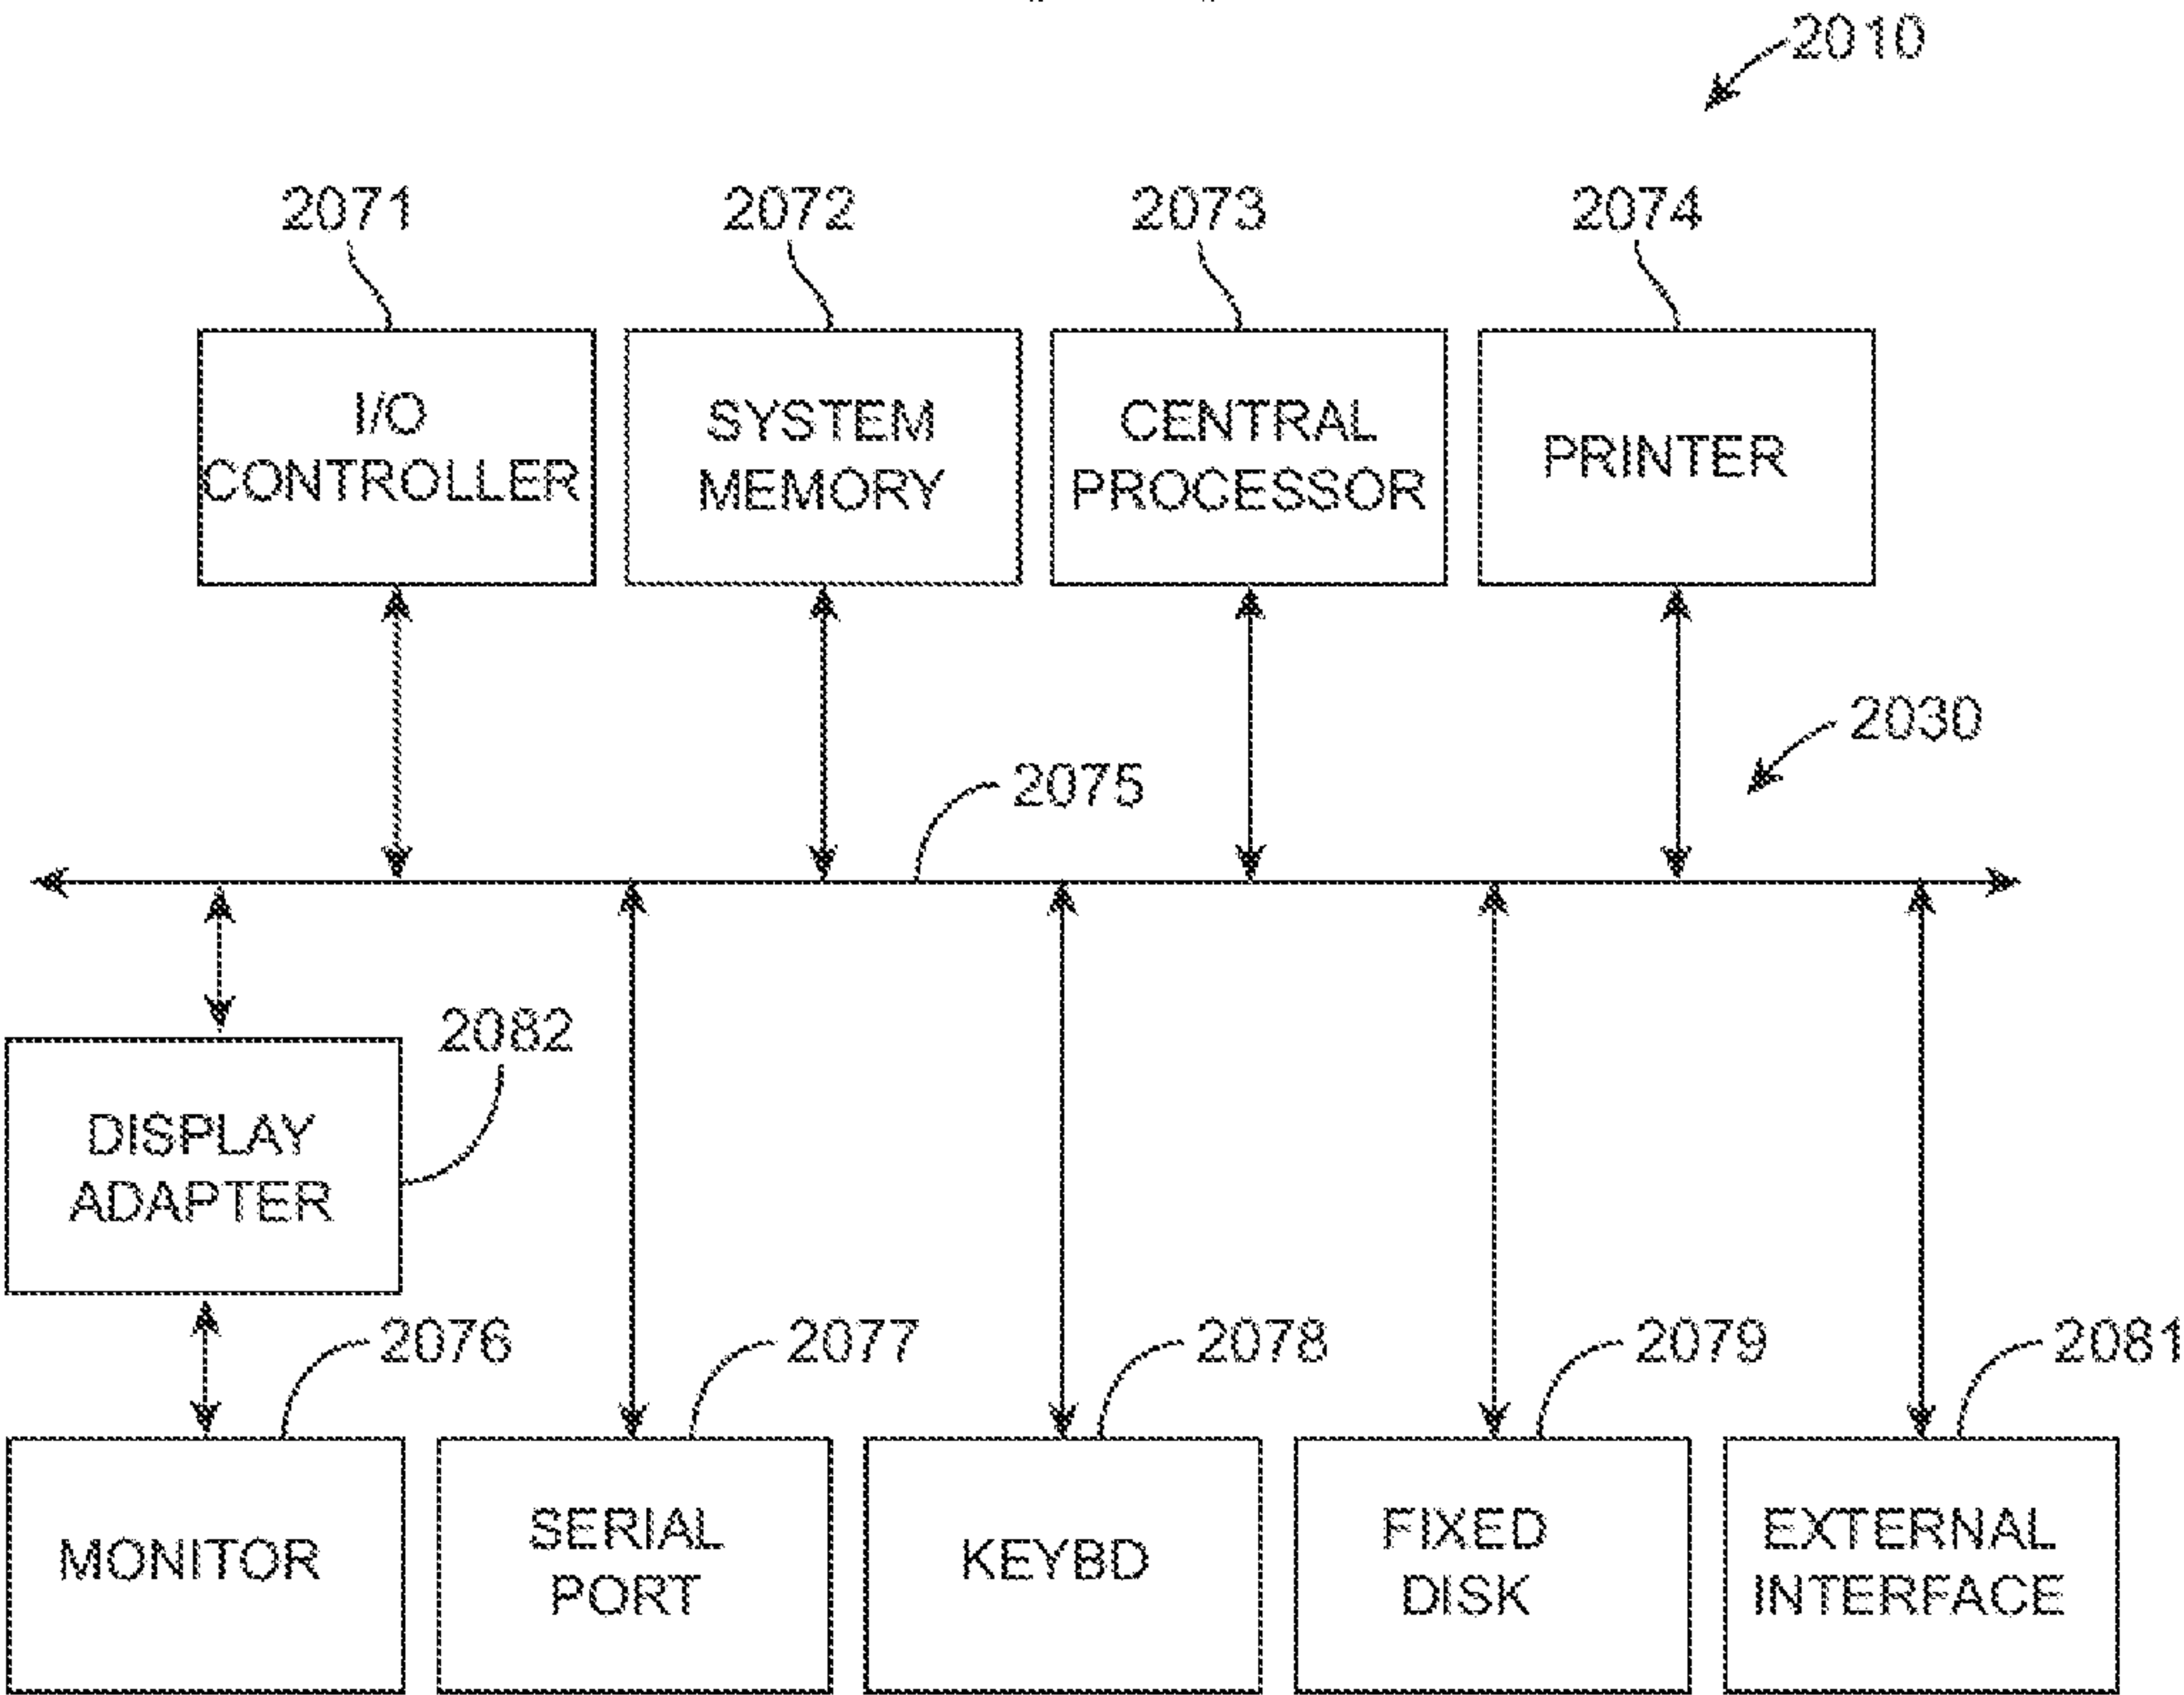 2010
2071
2072
2073
2074
I/O
CONTROLLER
SYSTEM
MEMORY
CENTRAL
PROCESSOR
PRINTER
2030
2075
2082
DISPLAY
ADAPTER
2076
2077
2078
2079
2081
MONITOR
SERIAL
PORT
KEYBD
FIXED
DISK
EXTERNAL
INTERFACE